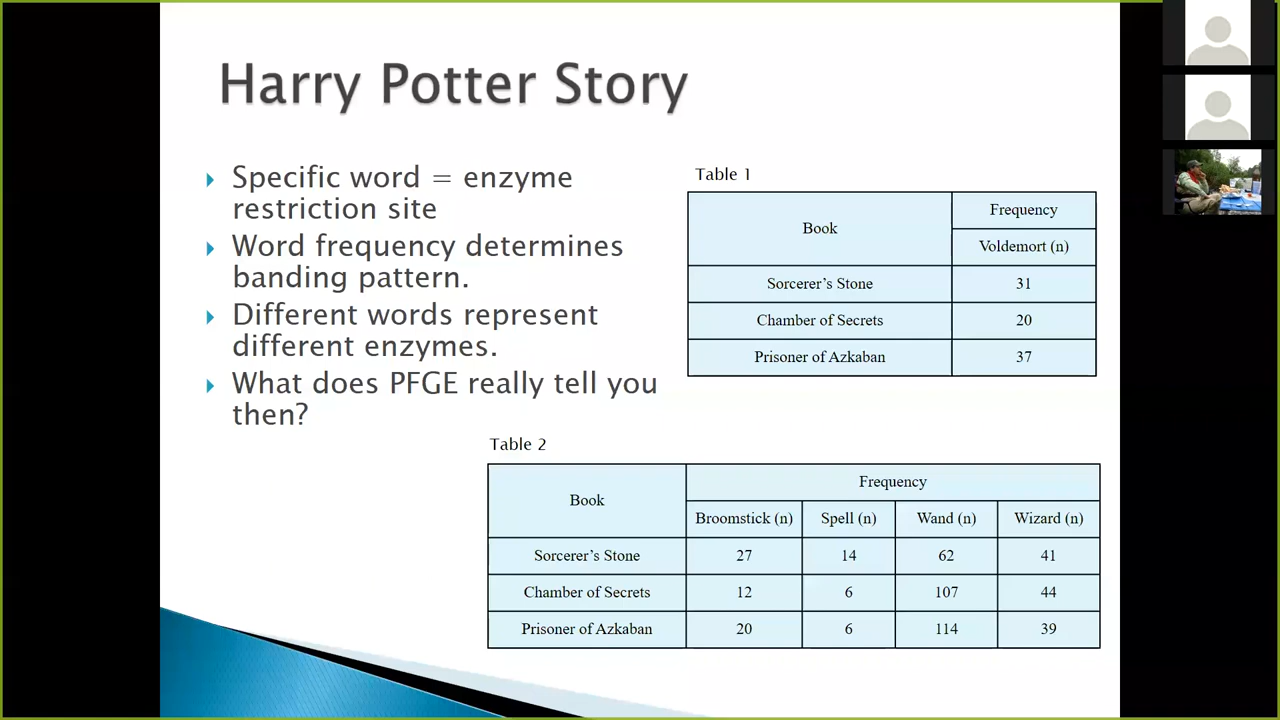 Harry Potter Story
Specific word = enzyme
restriction site
Word frequency determines
banding pattern.
Different words represent
different enzymes.
What does PFGE really tell you
then?
Table 1
Book
Frequency
Voldemort (n)
Sorcerer's Stone 31
Chamber of Secrets 20
Prisoner of Azkaban 37
Table 2
Book
Frequency
Broomstick (n) Spell (n) Wand (n) Wizard (n)
Sorcerer's Stone 27 14 62 41
Chamber of Secrets 12 6 107 44
Prisoner of Azkaban 20 6 114 39